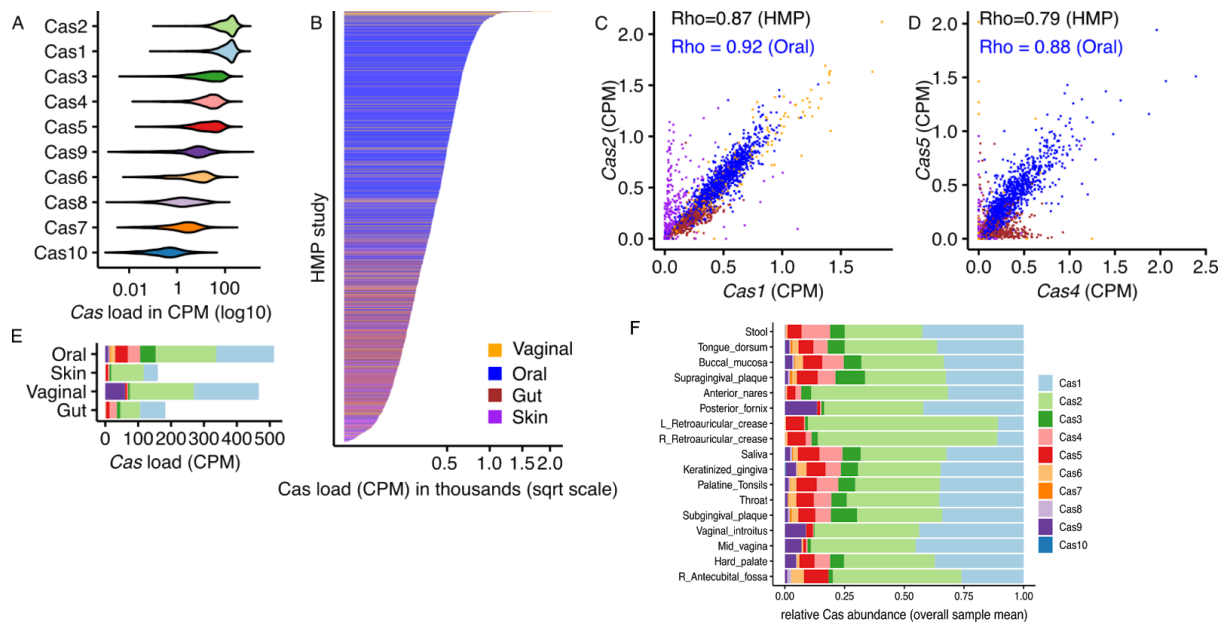 A
Cas2
Cas1
Cas3
Cas4
Cas5
Cas9
Cas6
Cas8
Cas7
Cas10
0.01 1 100
Cas load in CPM (log10)
B
HMP study
Vaginal
Oral
Gut
Skin
0.5 1.0 1.5 2.0
Cas load (CPM) in thousands (sqrt scale)
C
Rho=0.87 (HMP)
Rho = 0.92 (Oral)
Cas2 (CPM)
2.0
1.5
1.0
0.5
0.0
0.0 0.5 1.0 1.5
Cas1 (CPM)
D
Rho=0.79 (HMP)
Rho = 0.88 (Oral)
Cas5 (CPM)
2.0
1.5
1.0
0.5
0.0
0.0 0.5 1.0 1.5 2.0 2.5
Cas4 (CPM)
E
Oral
Skin
Vaginal
Gut
0 100 200 300 400 500
Cas load (CPM)
F
Stool
Tongue_dorsum
Buccal_mucosa
Supragingival_plaque
Anterior_nares
Posterior_fornix
L_Retroauricular_crease
R_Retroauricular_crease
Saliva
Keratinized_gingiva
Palatine_Tonsils
Throat
Subgingival_plaque
Vaginal_introitus
Mid_vagina
Hard_palate
R_Antecubital_fossa
0.00 0.25 0.50 0.75 1.00
relative Cas abundance (overall sample mean)
Cas1
Cas2
Cas3
Cas4
Cas5
Cas6
Cas7
Cas8
Cas9
Cas10